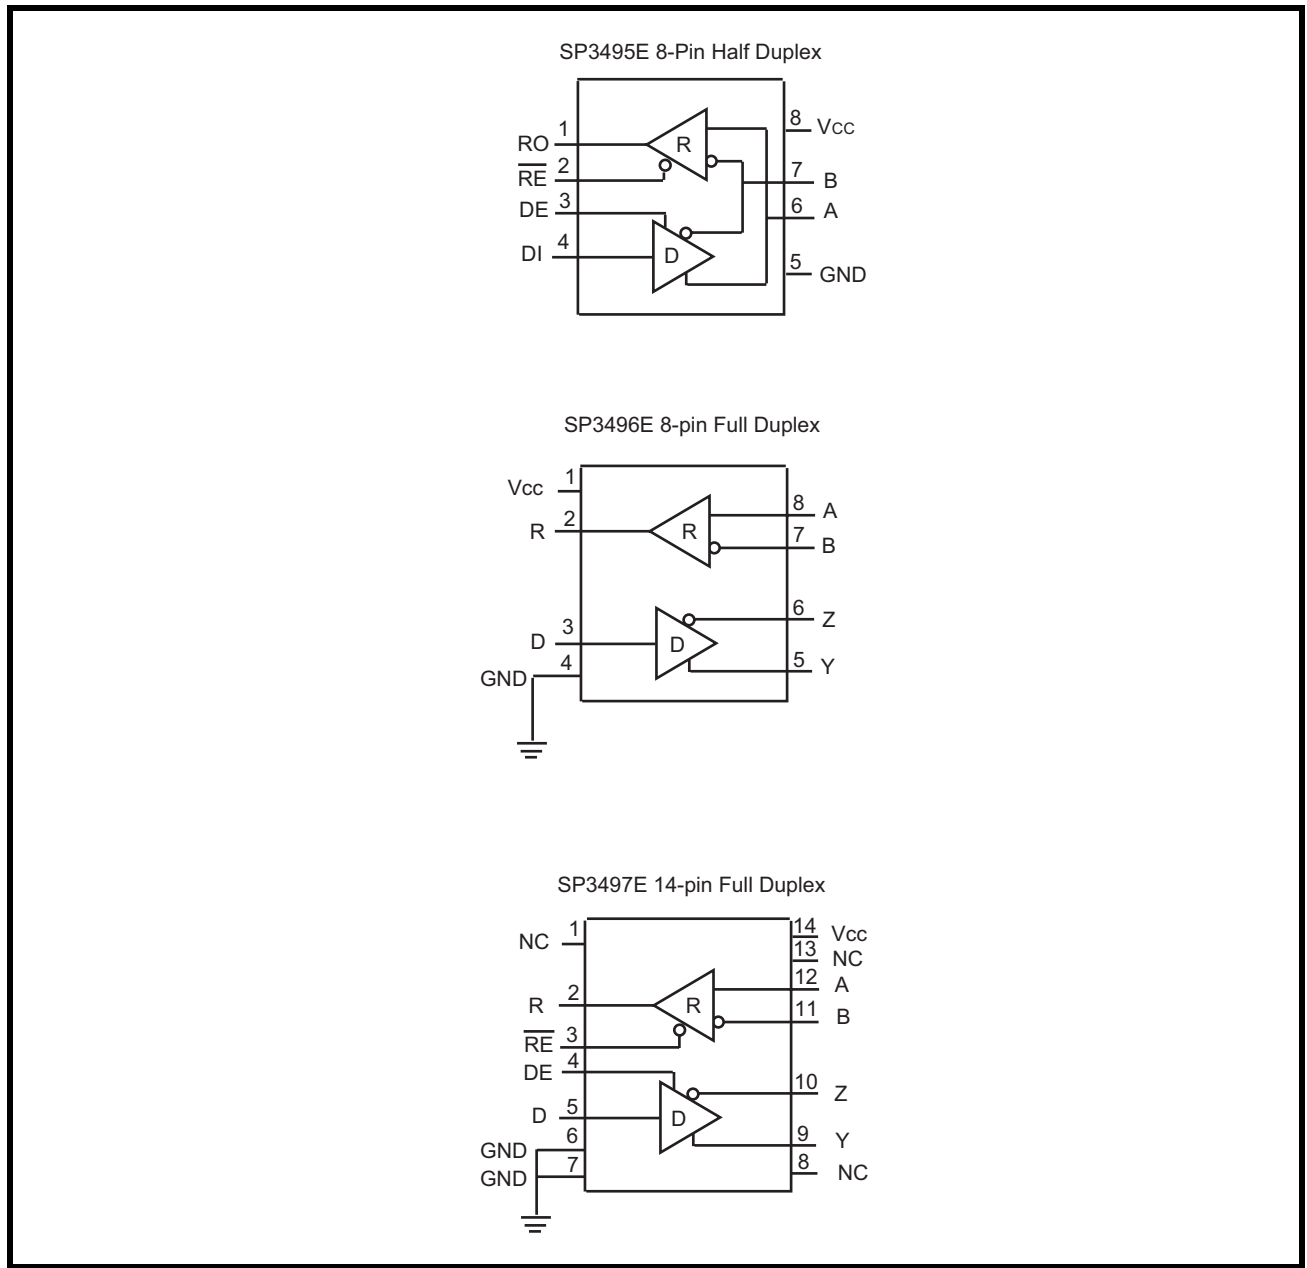 SP3495E 8-Pin Half Duplex
RO 1
RE 2
DE 3
DI 4
R
D
8 VCC
7 B
6 A
5 GND
SP3496E 8-pin Full Duplex
Vcc 1
R 2
D 3
GND 4
R
D
8 A
7 B
6 Z
5 Y
SP3497E 14-pin Full Duplex
NC 1
R 2
RE 3
DE 4
D 5
GND 6
GND 7
R
D
14 Vcc
13 NC
12 A
11 B
10 Z
9 Y
8 NC